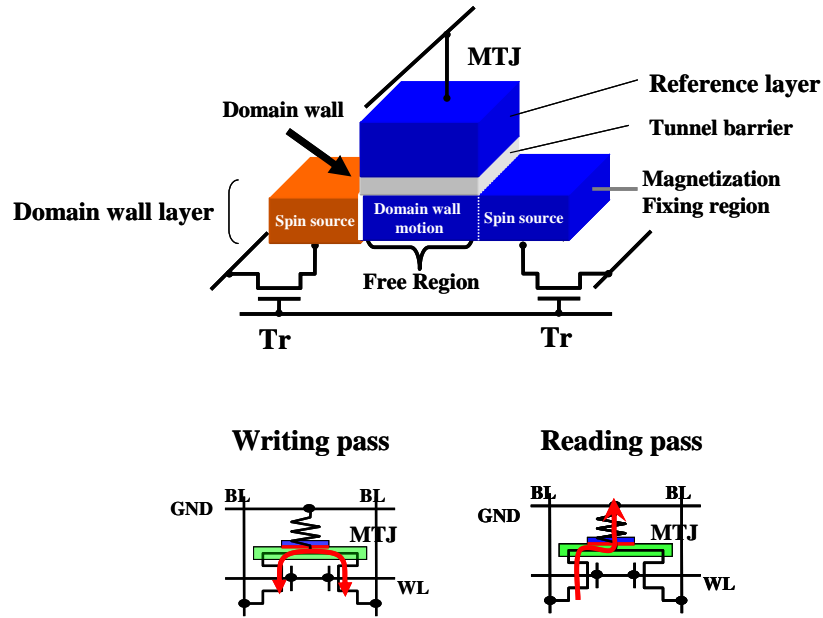 MTJ
Reference layer
Domain wall
Tunnel barrier
Magnetization
Fixing region
Domain wall layer
Spin source
Domain wall
motion
Spin source
Free Region
Tr
Tr
Writing pass
BL
BL
GND
MTJ
WL
Reading pass
BL
BL
GND
MTJ
WL